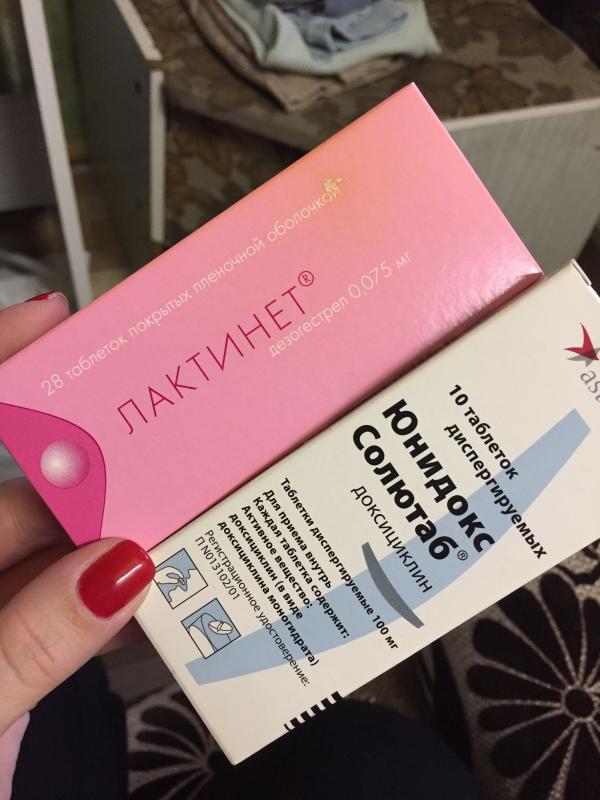 28 таблеток покрытых пленочной оболочкой
ЛАКТИНЕТ®
дезогестрел 0,075 мг
ast
10 таблеток
диспергируемых
Юнидокс
Солютаб®
доксициклин
Таблетки диспергируемые 100 мг
Для приема внутрь
Каждая таблетка содержит:
Активное вещество:
доксициклин (в виде
доксициклина моногидрата)
Регистрационное удостоверение:
П N013102/01